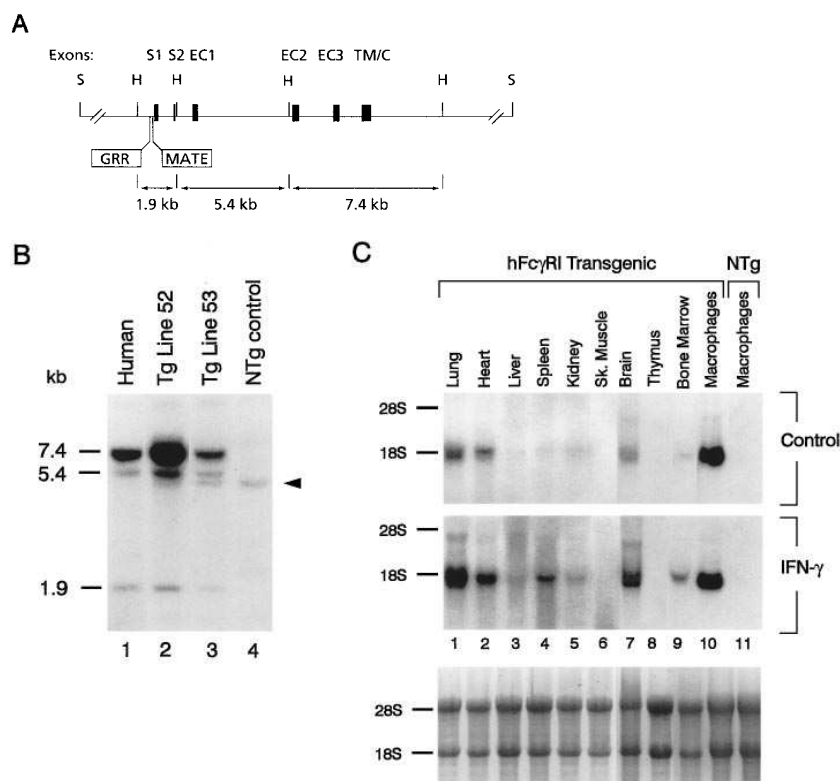 A
Exons: S1 S2 EC1 EC2 EC3 TM/C
S H H H H S
GRR MATE
1.9 kb 5.4 kb 7.4 kb
B
Human
Tg Line 52
Tg Line 53
NTg control
kb
7.4
5.4
1.9
1 2 3 4
C
hFcγRI Transgenic NTg
Lung
Heart
Liver
Spleen
Kidney
Sk. Muscle
Brain
Thymus
Bone Marrow
Macrophages
Macrophages
28S
18S
Control
28S
18S
IFN-γ
1 2 3 4 5 6 7 8 9 10 11
28S
18S